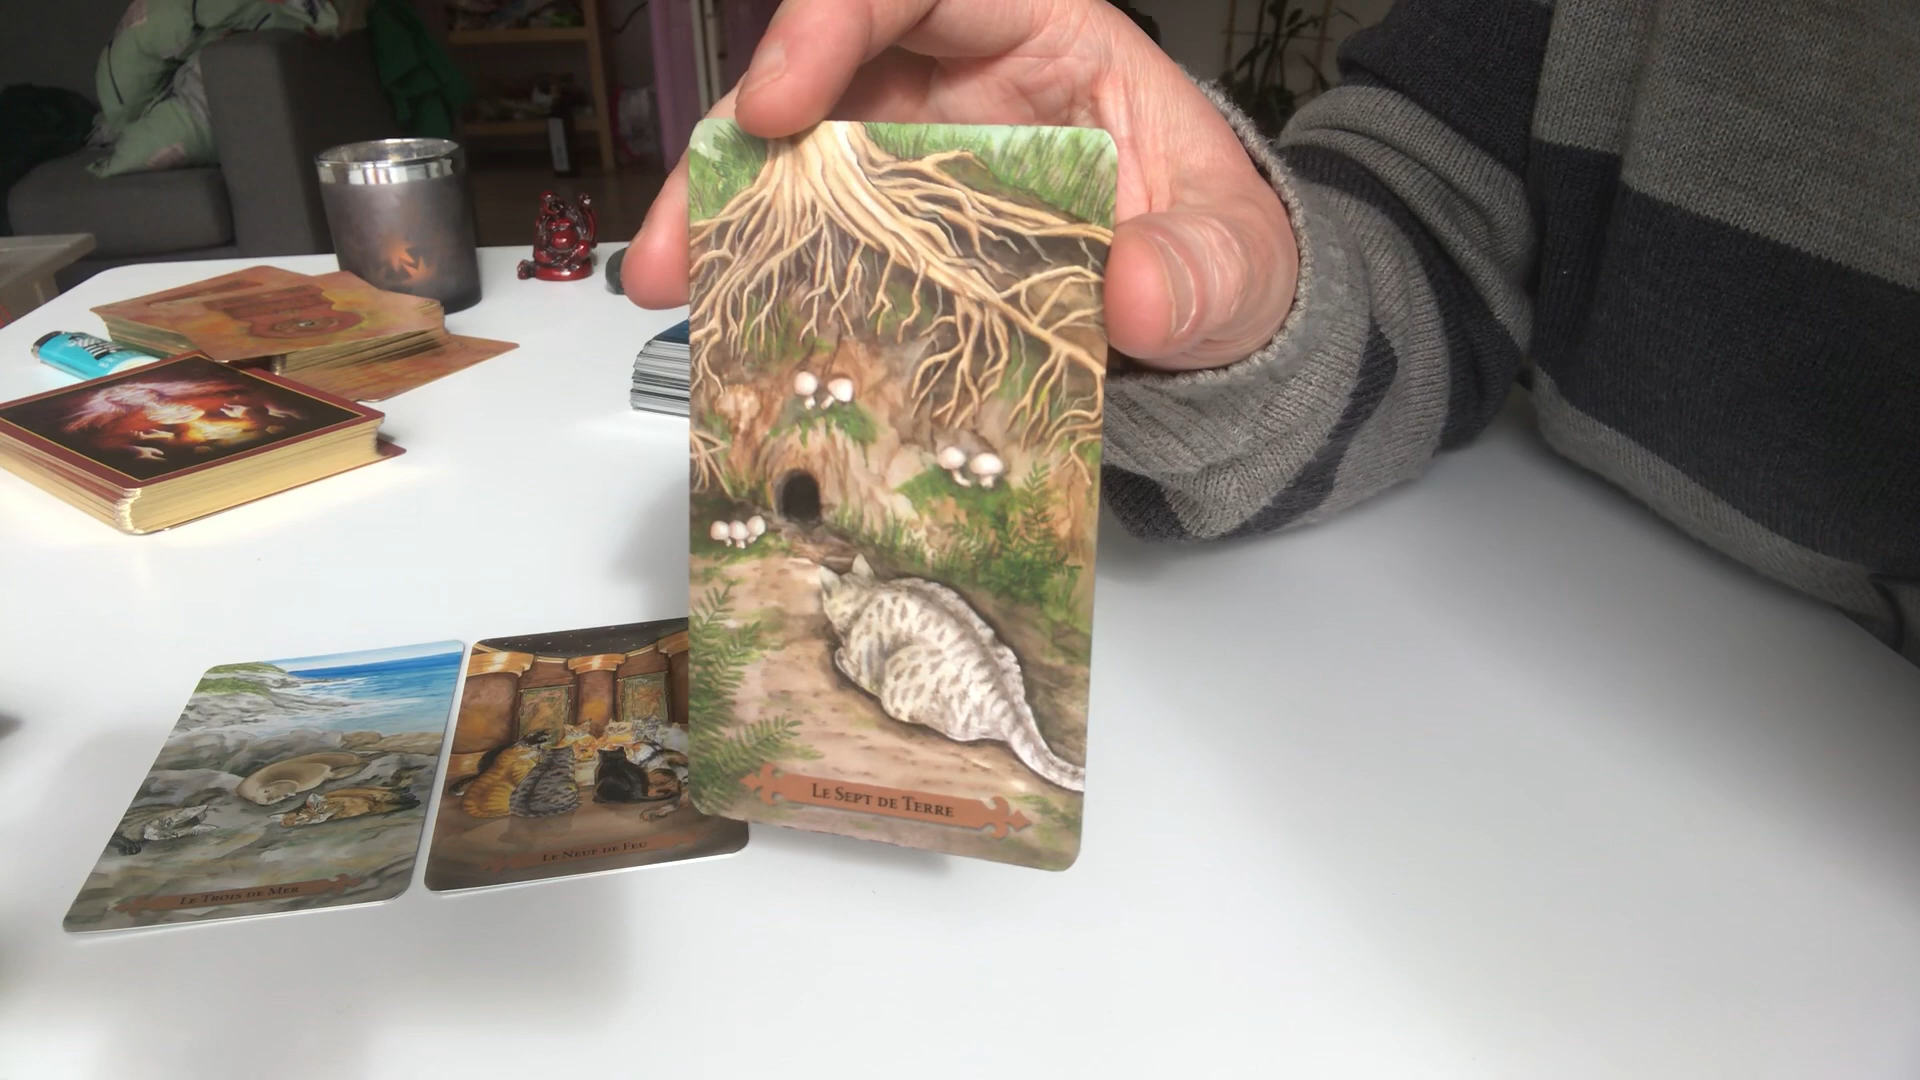 Le Sept de Terre
Le Neuf de Feu
Le Trois de Mer